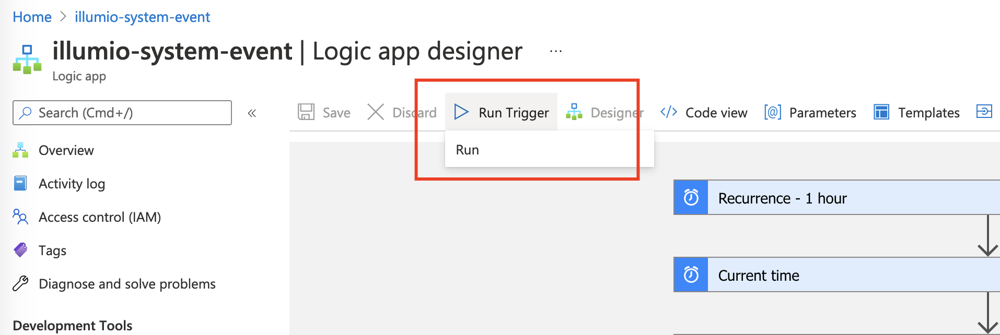 Home > illumio-system-event
illumio-system-event | Logic app designer ...
Logic app
Search (Cmd+/) «
Save Discard Run Trigger Designer </> Code view [@] Parameters Templates
Run
Overview
Activity log
Access control (IAM)
Tags
Diagnose and solve problems
Development Tools
Recurrence - 1 hour
Current time